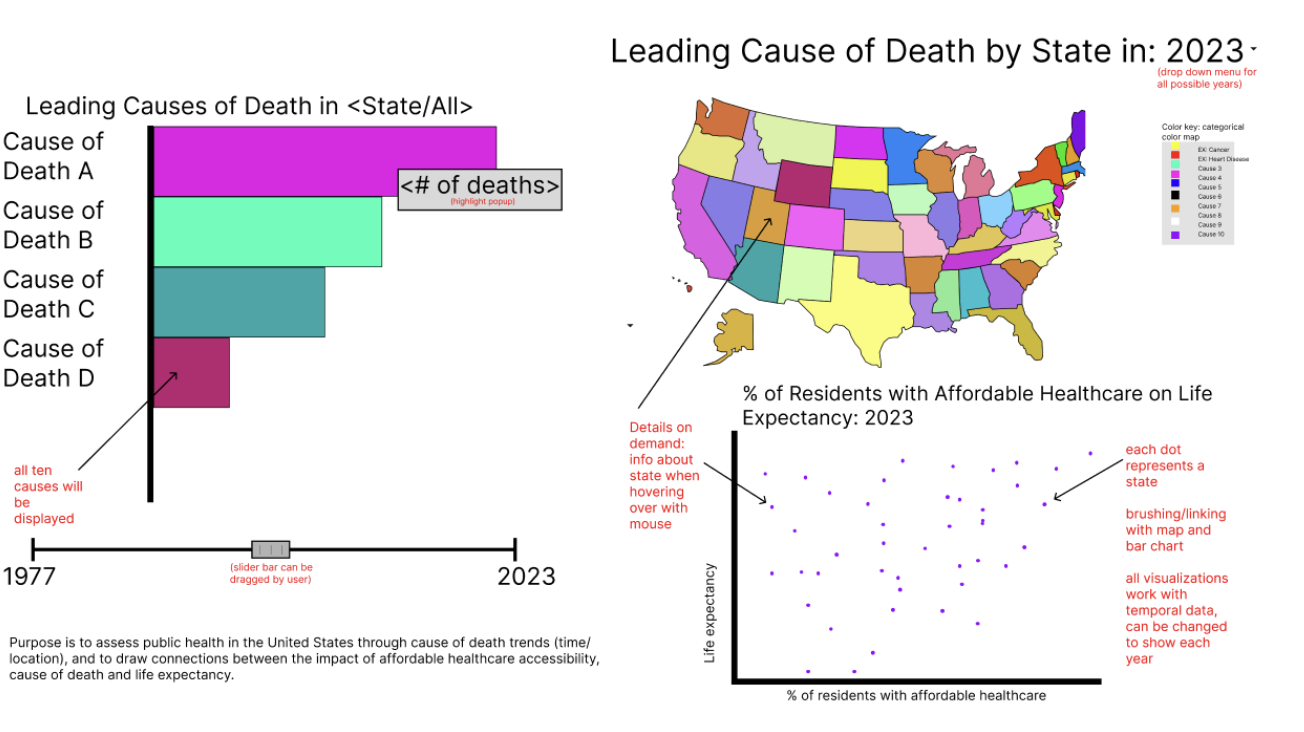 Leading Causes of Death in <State/All>
Cause of
Death A
<# of deaths>
(highlight popup)
Cause of
Death B
Cause of
Death C
Cause of
Death D
all ten
causes will
be
displayed
1977
(slider bar can be
dragged by user)
2023
Purpose is to assess public health in the United States through cause of death trends (time/
location), and to draw connections between the impact of affordable healthcare accessibility,
cause of death and life expectancy.
Leading Cause of Death by State in: 2023
(drop down menu for
all possible years)
Color key: categorical
color map
EX: Cancer
EX: Heart Disease
Cause 3
Cause 4
Cause 5
Cause 6
Cause 7
Cause 8
Cause 9
Cause 10
% of Residents with Affordable Healthcare on Life
Expectancy: 2023
Details on
demand:
info about
state when
hovering
over with
mouse
Life expectancy
% of residents with affordable healthcare
each dot
represents a
state
brushing/linking
with map and
bar chart
all visualizations
work with
temporal data,
can be changed
to show each
year